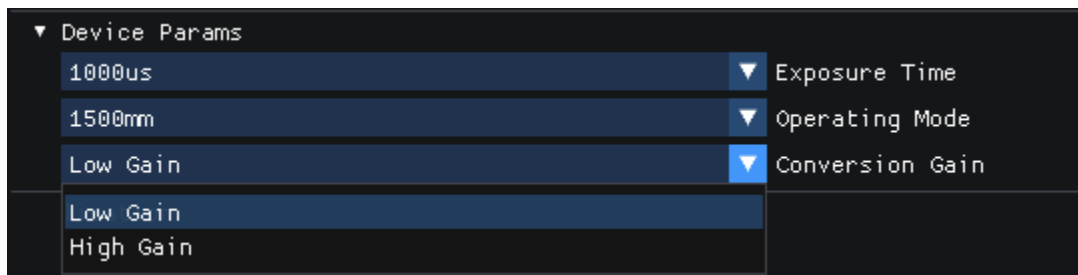 Device Params
1000us Exposure Time
1500mm Operating Mode
Low Gain Conversion Gain
Low Gain
High Gain